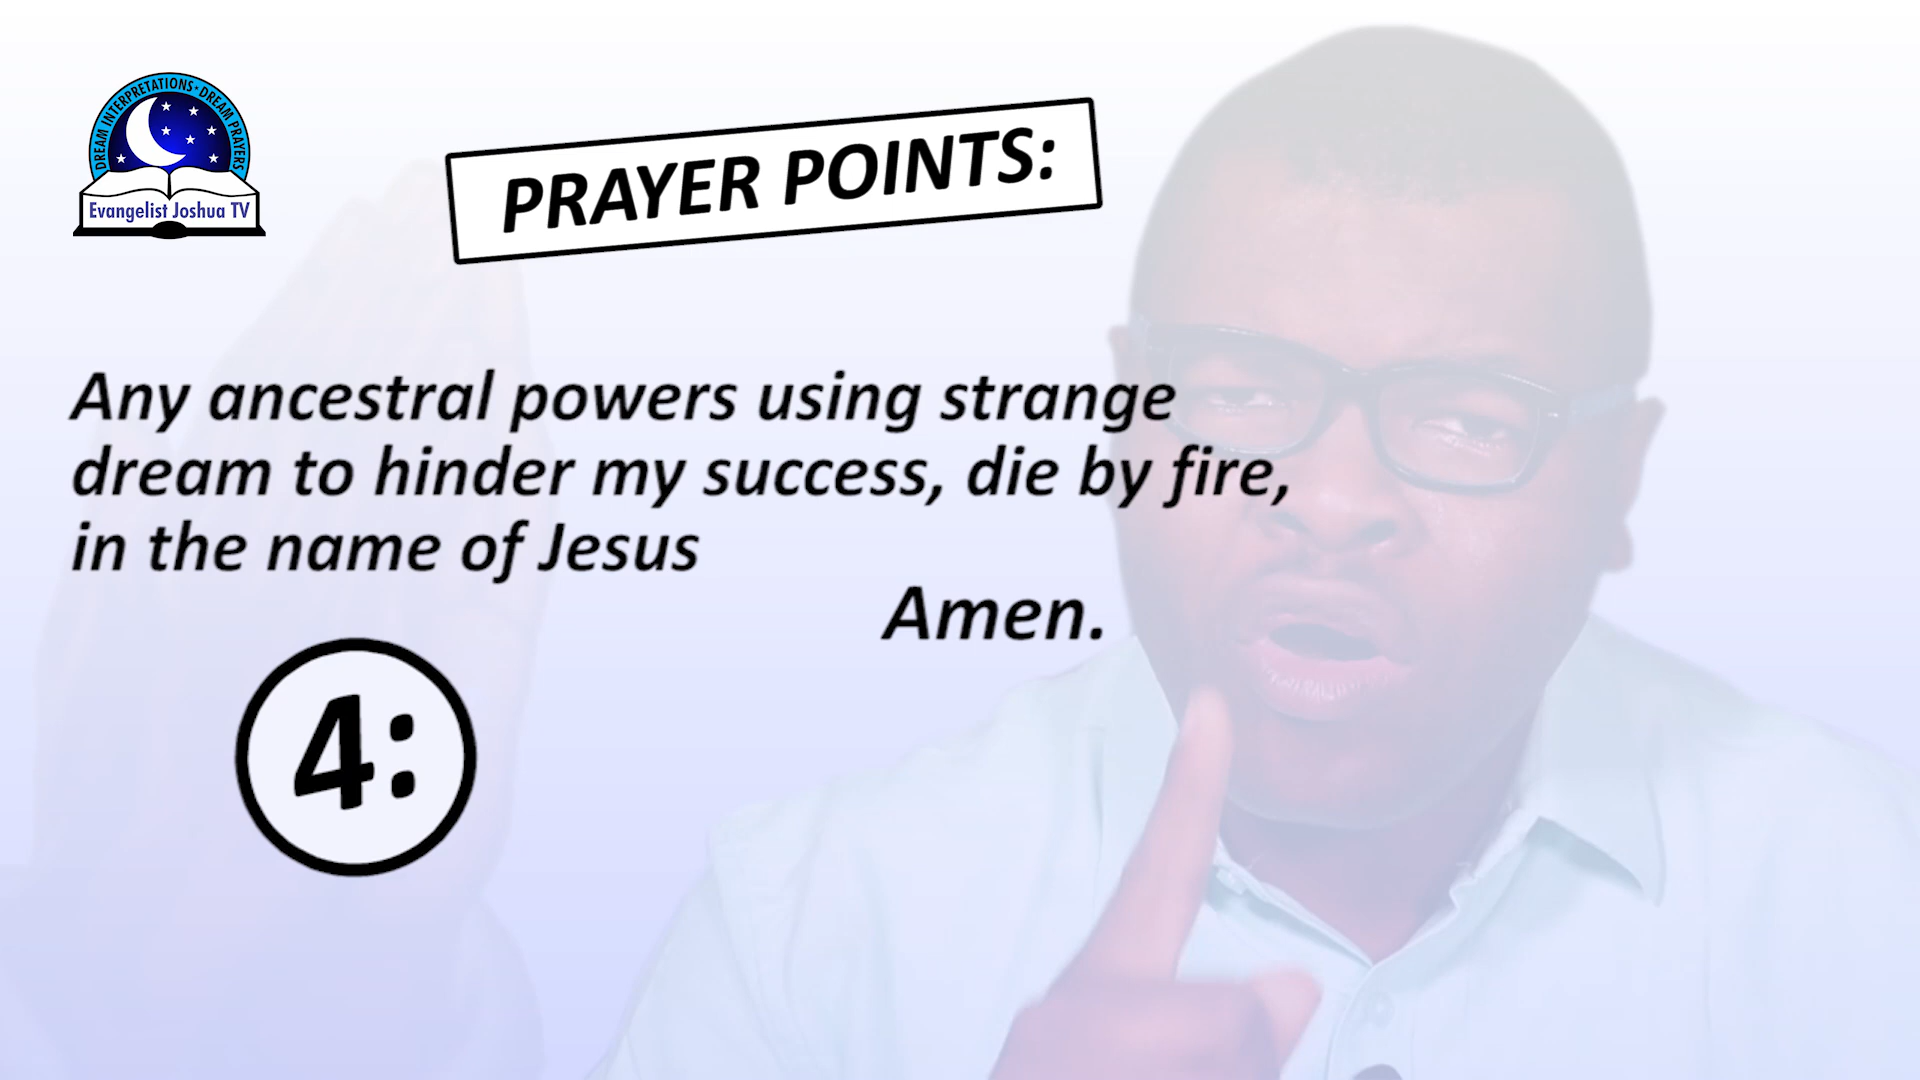 DREAM INTERPRETATIONS • DREAM PRAYERS
Evangelist Joshua TV
PRAYER POINTS:
Any ancestral powers using strange
dream to hinder my success, die by fire,
in the name of Jesus
Amen.
4: